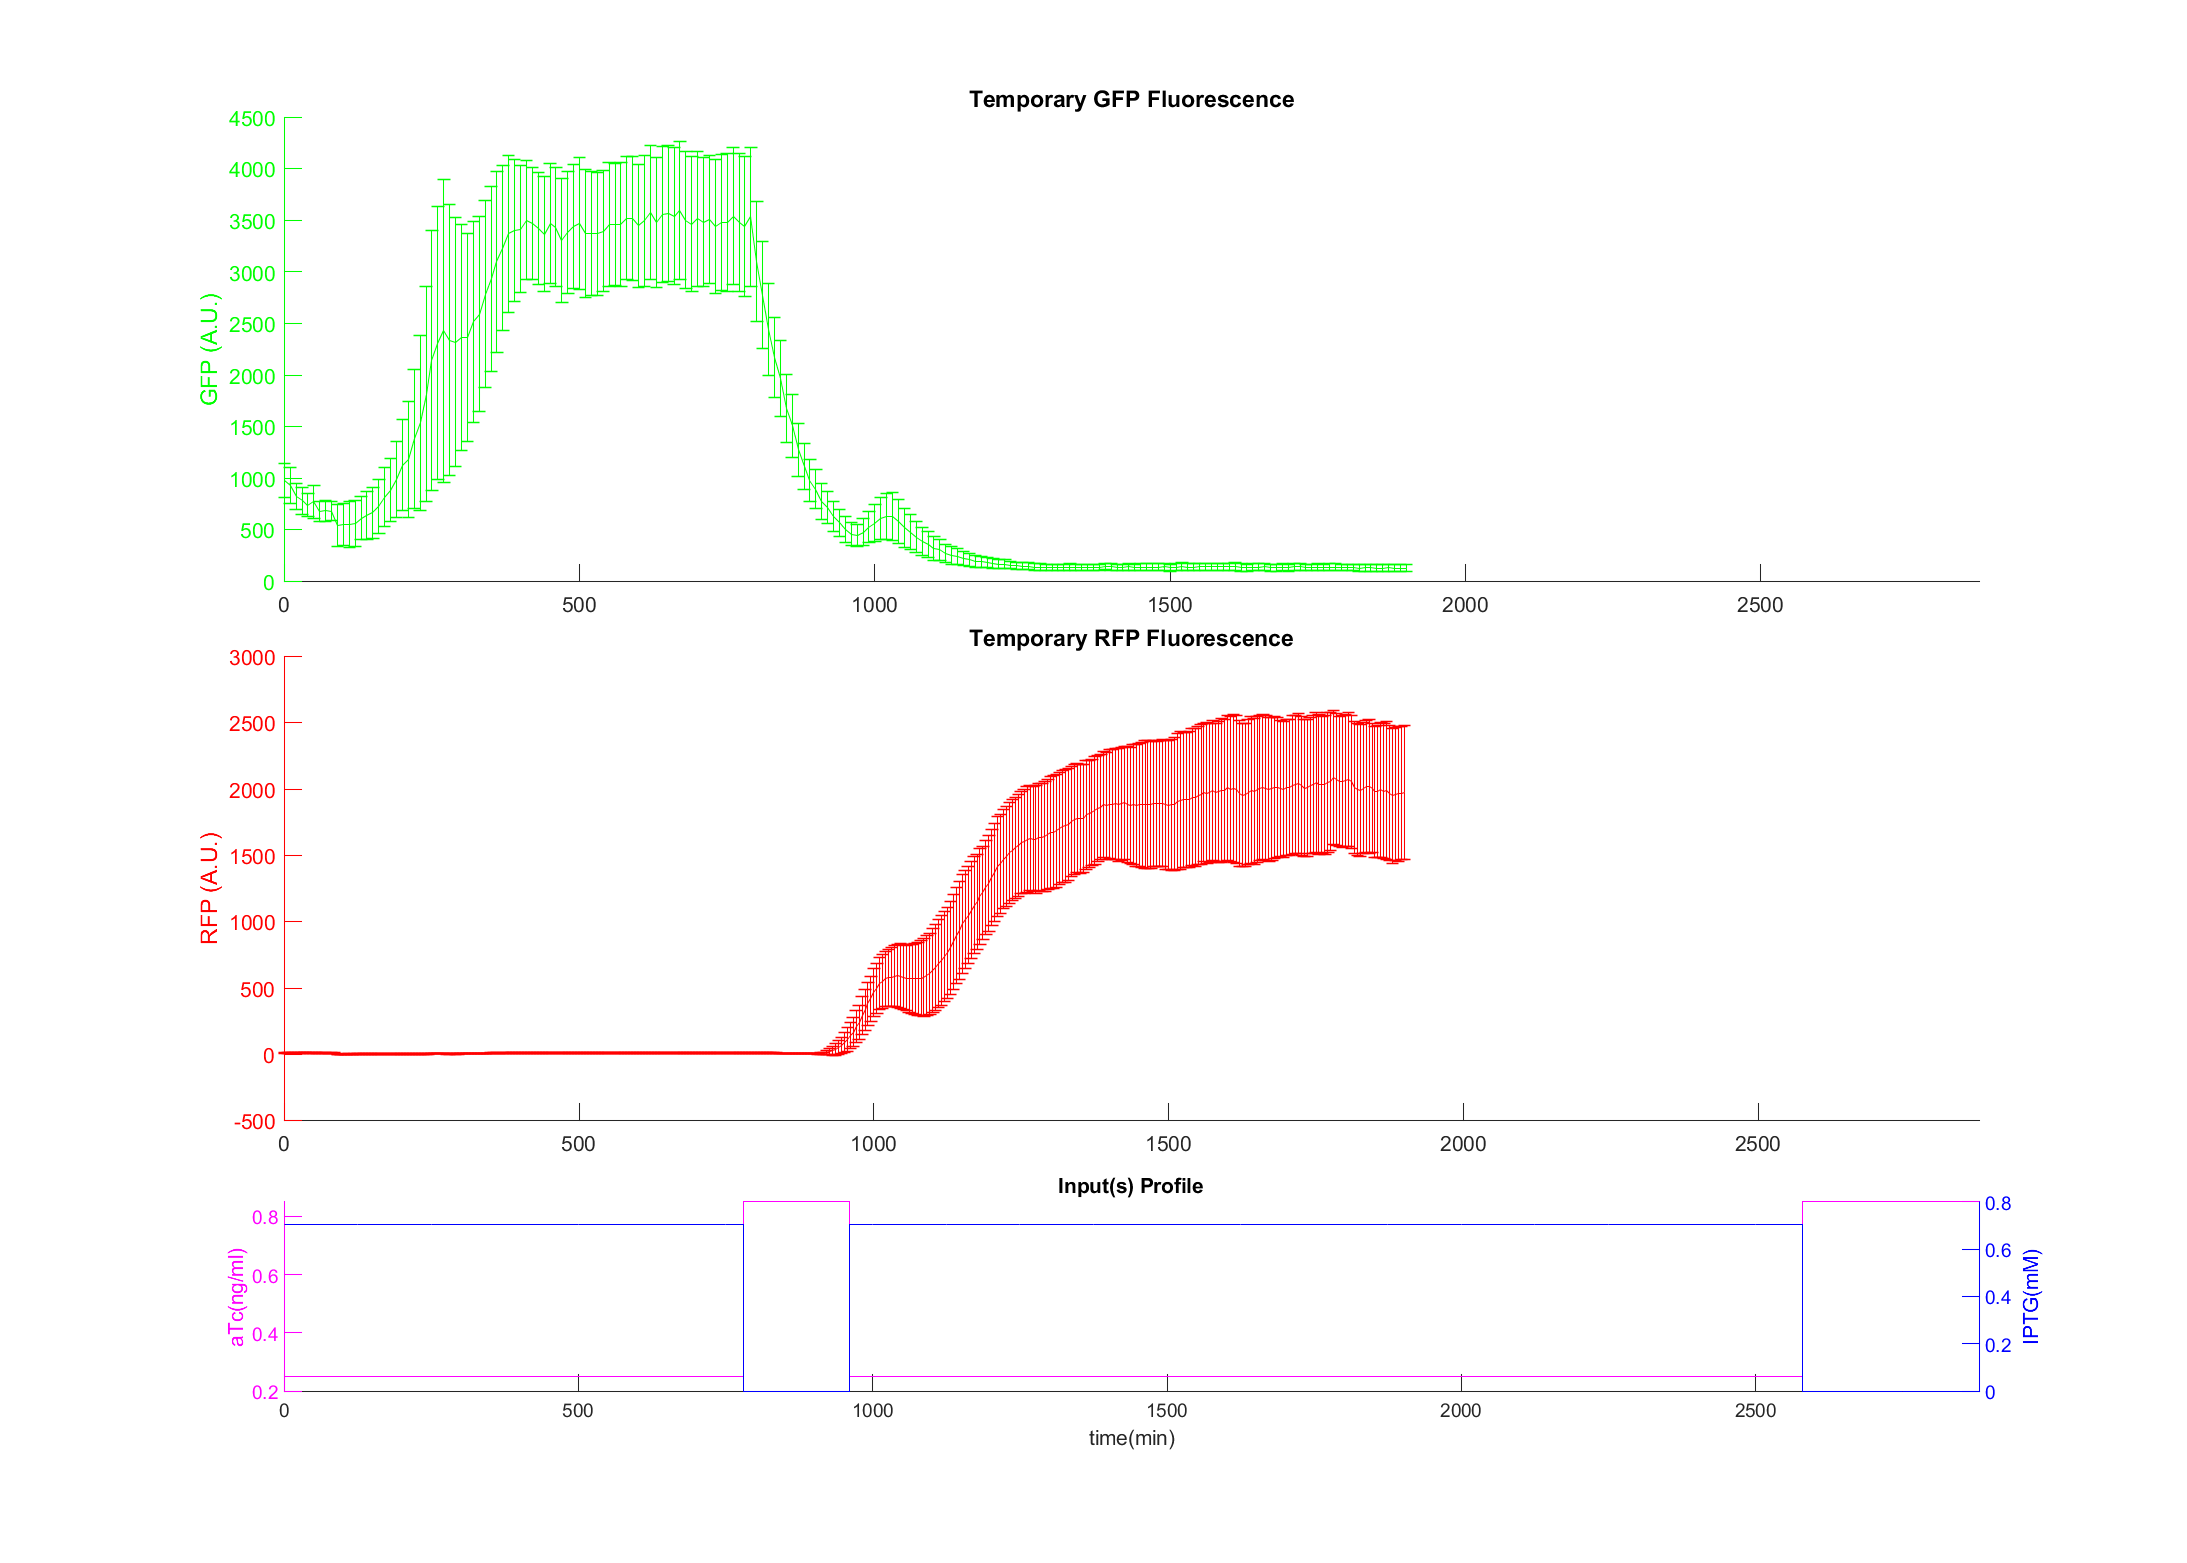 Temporary GFP Fluorescence
4500
4000
3500
3000
2500
2000
1500
1000
500
0
GFP (A.U.)
0 500 1000 1500 2000 2500
Temporary RFP Fluorescence
3000
2500
2000
1500
1000
500
0
-500
RFP (A.U.)
0 500 1000 1500 2000 2500
Input(s) Profile
0.8
0.6
0.4
0.2
aTc(ng/ml)
0.8
0.6
0.4
0.2
0
IPTG(mM)
0 500 1000 1500 2000 2500
time(min)